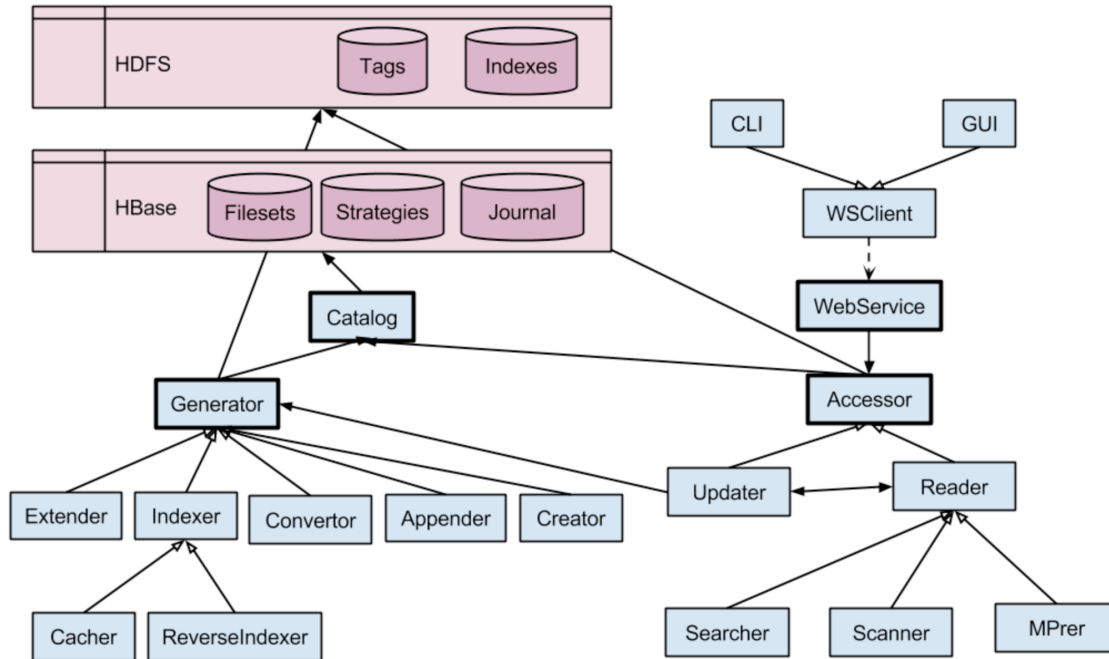 HDFS
Tags
Indexes
CLI
GUI
HBase
Filesets
Strategies
Journal
WSClient
Catalog
WebService
Generator
Accessor
Extender
Indexer
Convertor
Appender
Creator
Updater
Reader
Cacher
ReverseIndexer
Searcher
Scanner
MPrer